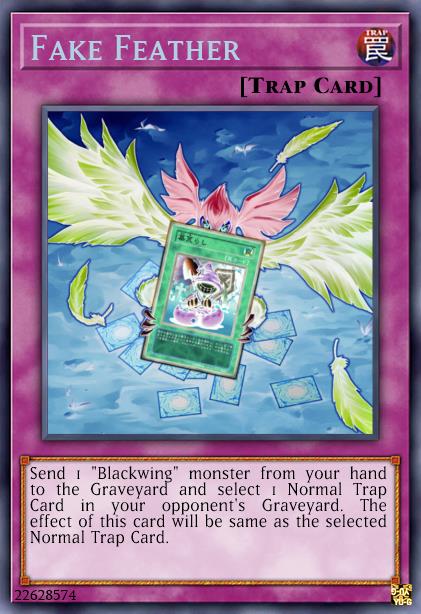 Fake Feather
TRAP
罠
[Trap Card]
Send 1 "Blackwing" monster from your hand
to the Graveyard and select 1 Normal Trap
Card in your opponent's Graveyard. The
effect of this card will be same as the selected
Normal Trap Card.
22628574